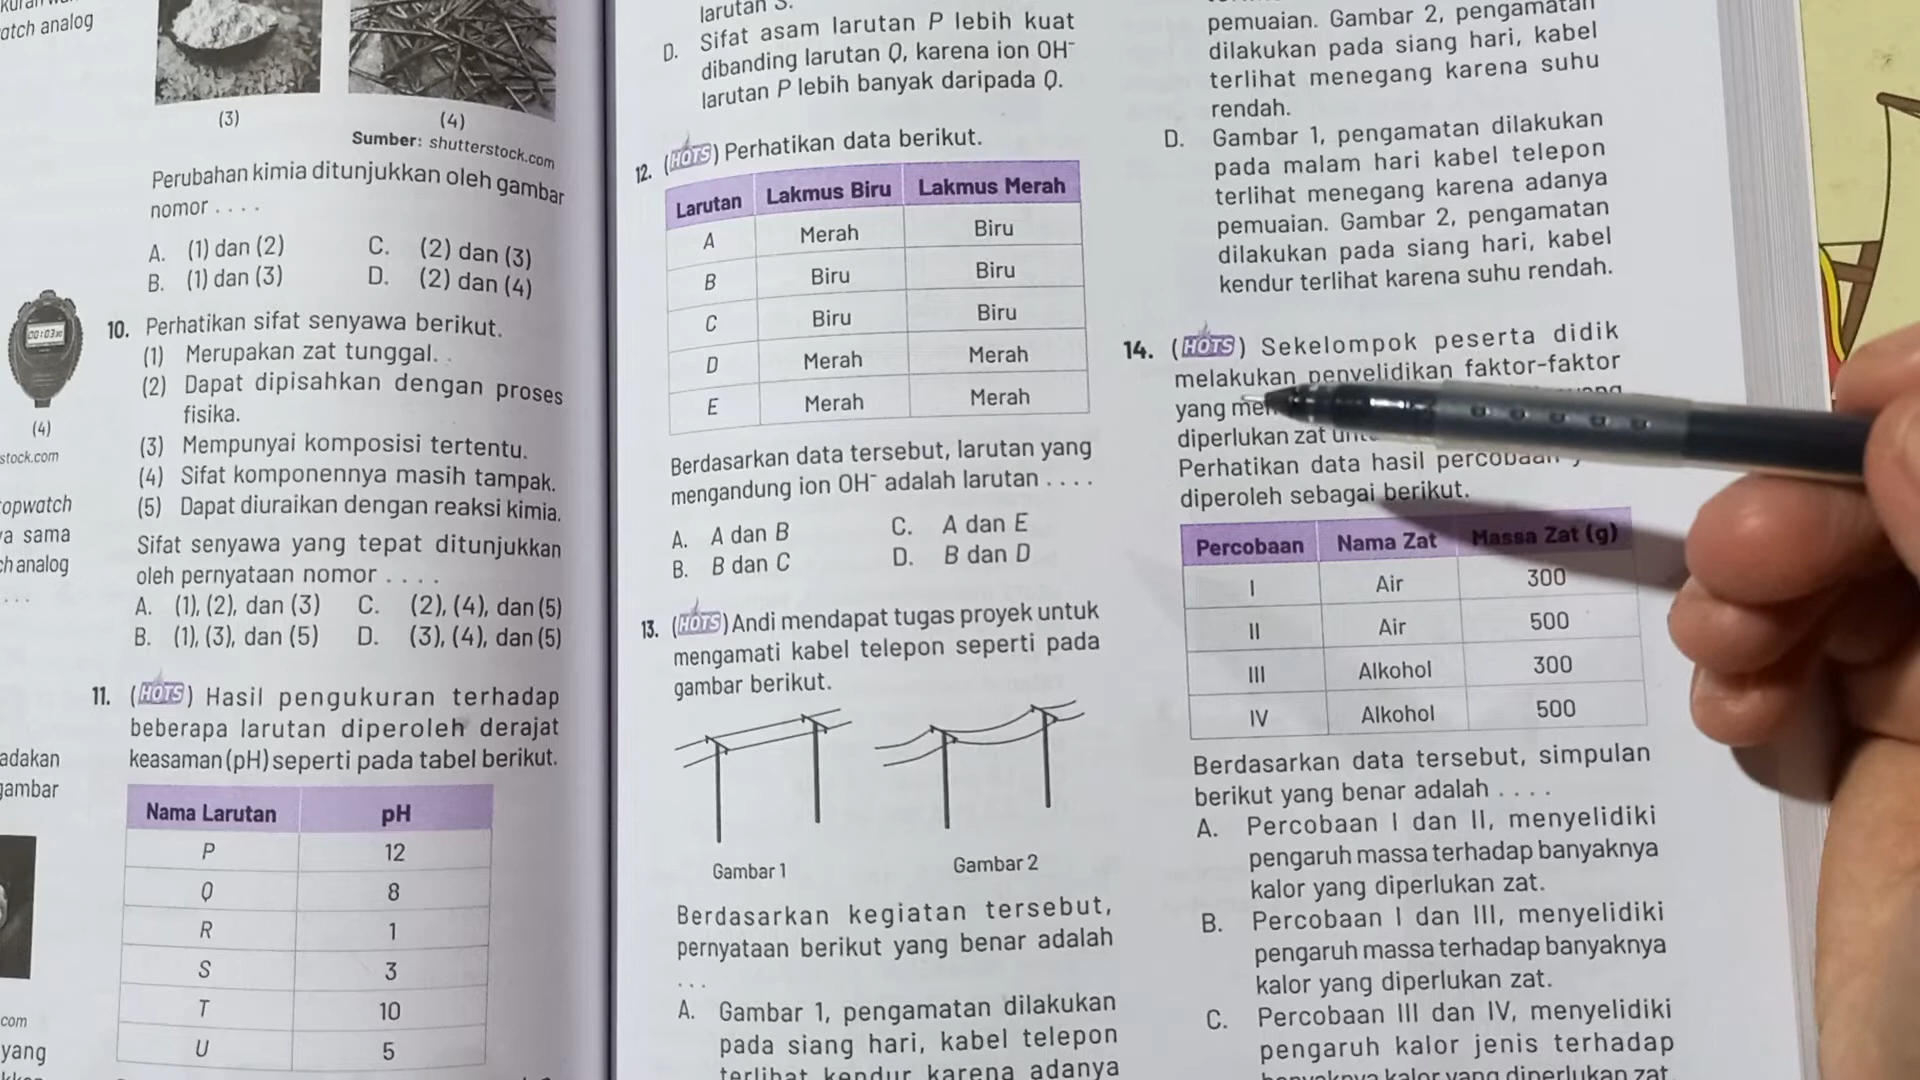 atch analog
(4)
stock.com
opwatch
a sama
ch analog
. . .
adakan
gambar
com
yang
(3)
(4)
Sumber: shutterstock.com
Perubahan kimia ditunjukkan oleh gambar
nomor . . . .
A. (1) dan (2) C. (2) dan (3)
B. (1) dan (3) D. (2) dan (4)
10. Perhatikan sifat senyawa berikut.
(1) Merupakan zat tunggal.
(2) Dapat dipisahkan dengan proses
fisika.
(3) Mempunyai komposisi tertentu.
(4) Sifat komponennya masih tampak.
(5) Dapat diuraikan dengan reaksi kimia.
Sifat senyawa yang tepat ditunjukkan
oleh pernyataan nomor . . . .
A. (1), (2), dan (3) C. (2), (4), dan (5)
B. (1), (3), dan (5) D. (3), (4), dan (5)
11. (HOTS) Hasil pengukuran terhadap
beberapa larutan diperoleh derajat
keasaman (pH) seperti pada tabel berikut.
Nama Larutan pH
P 12
Q 8
R 1
S 3
T 10
U 5
larutan S.
D. Sifat asam larutan P lebih kuat
dibanding larutan Q, karena ion OH⁻
larutan P lebih banyak daripada Q.
12. (HOTS) Perhatikan data berikut.
Larutan Lakmus Biru Lakmus Merah
A Merah Biru
B Biru Biru
C Biru Biru
D Merah Merah
E Merah Merah
Berdasarkan data tersebut, larutan yang
mengandung ion OH⁻ adalah larutan . . . .
A. A dan B C. A dan E
B. B dan C D. B dan D
13. (HOTS) Andi mendapat tugas proyek untuk
mengamati kabel telepon seperti pada
gambar berikut.
Gambar 1 Gambar 2
Berdasarkan kegiatan tersebut,
pernyataan berikut yang benar adalah
. . .
A. Gambar 1, pengamatan dilakukan
pada siang hari, kabel telepon
terlihat kendur karena adanya
pemuaian. Gambar 2, pengamatan
dilakukan pada siang hari, kabel
terlihat menegang karena suhu
rendah.
D. Gambar 1, pengamatan dilakukan
pada malam hari kabel telepon
terlihat menegang karena adanya
pemuaian. Gambar 2, pengamatan
dilakukan pada siang hari, kabel
kendur terlihat karena suhu rendah.
14. (HOTS) Sekelompok peserta didik
melakukan penyelidikan faktor-faktor
yang
diperlukan zat
Perhatikan data hasil percobaan
diperoleh sebagai berikut.
Percobaan Nama Zat Massa Zat (g)
I Air 300
II Air 500
III Alkohol 300
IV Alkohol 500
Berdasarkan data tersebut, simpulan
berikut yang benar adalah . . . .
A. Percobaan I dan II, menyelidiki
pengaruh massa terhadap banyaknya
kalor yang diperlukan zat.
B. Percobaan I dan III, menyelidiki
pengaruh massa terhadap banyaknya
kalor yang diperlukan zat.
C. Percobaan III dan IV, menyelidiki
pengaruh kalor jenis terhadap
banyaknya kalor yang diperlukan zat